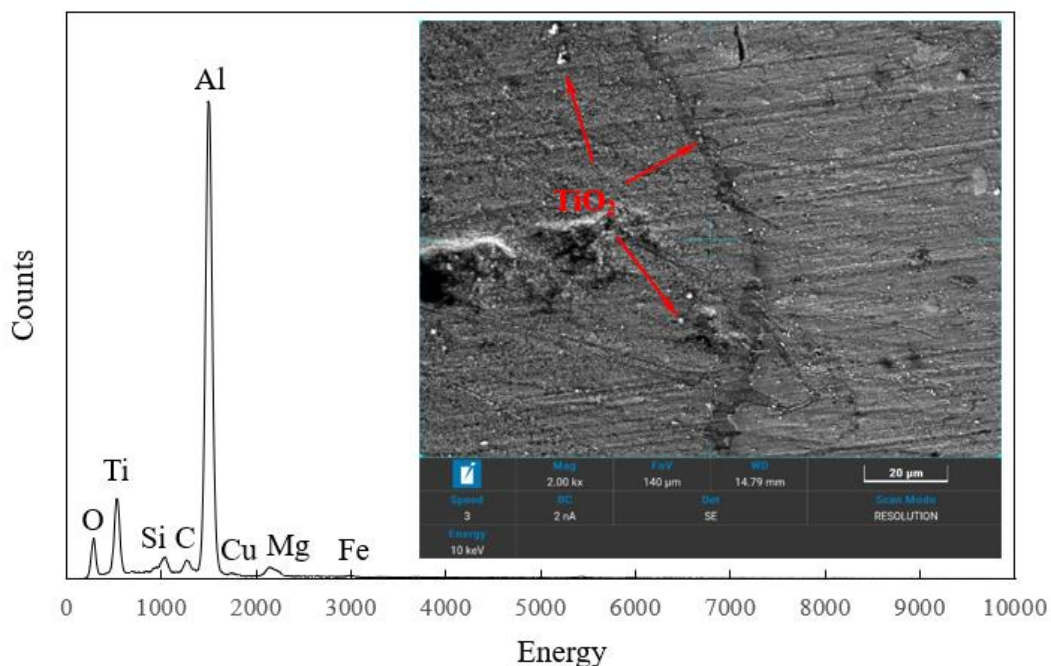 Counts
Al
Ti
O
Si
C
Cu
Mg
Fe
0 1000 2000 3000 4000 5000 6000 7000 8000 9000 10000
Energy
TiO₂
Mag FoV WD
2.00 kx 140 µm 14.79 mm 20 µm
Speed BC Det Scan Mode
3 2 nA SE RESOLUTION
Energy
10 keV